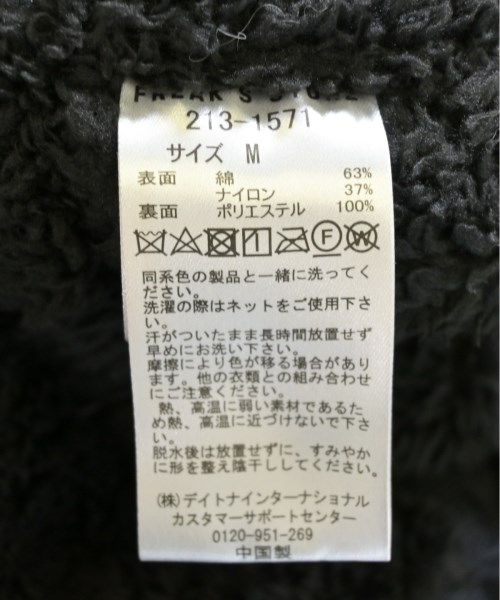 FREAK'S STORE
213-1571
サイズ M
表面 綿 63%
ナイロン 37%
裏面 ポリエステル 100%
F W
同系色の製品と一緒に洗ってく
ださい。
洗濯の際はネットをご使用下さ
い。
汗がついたまま長時間放置せず
早めにお洗い下さい。
摩擦により色が移る場合があり
ます。他の衣類との組み合わせ
にご注意ください。
熱、高温に弱い素材であるた
め熱、高温に近づけないで下さ
い。
脱水後は放置せずに、すみやか
に形を整え陰干ししてください。
(株)デイトナインターナショナル
カスタマーサポートセンター
0120-951-269
中国製